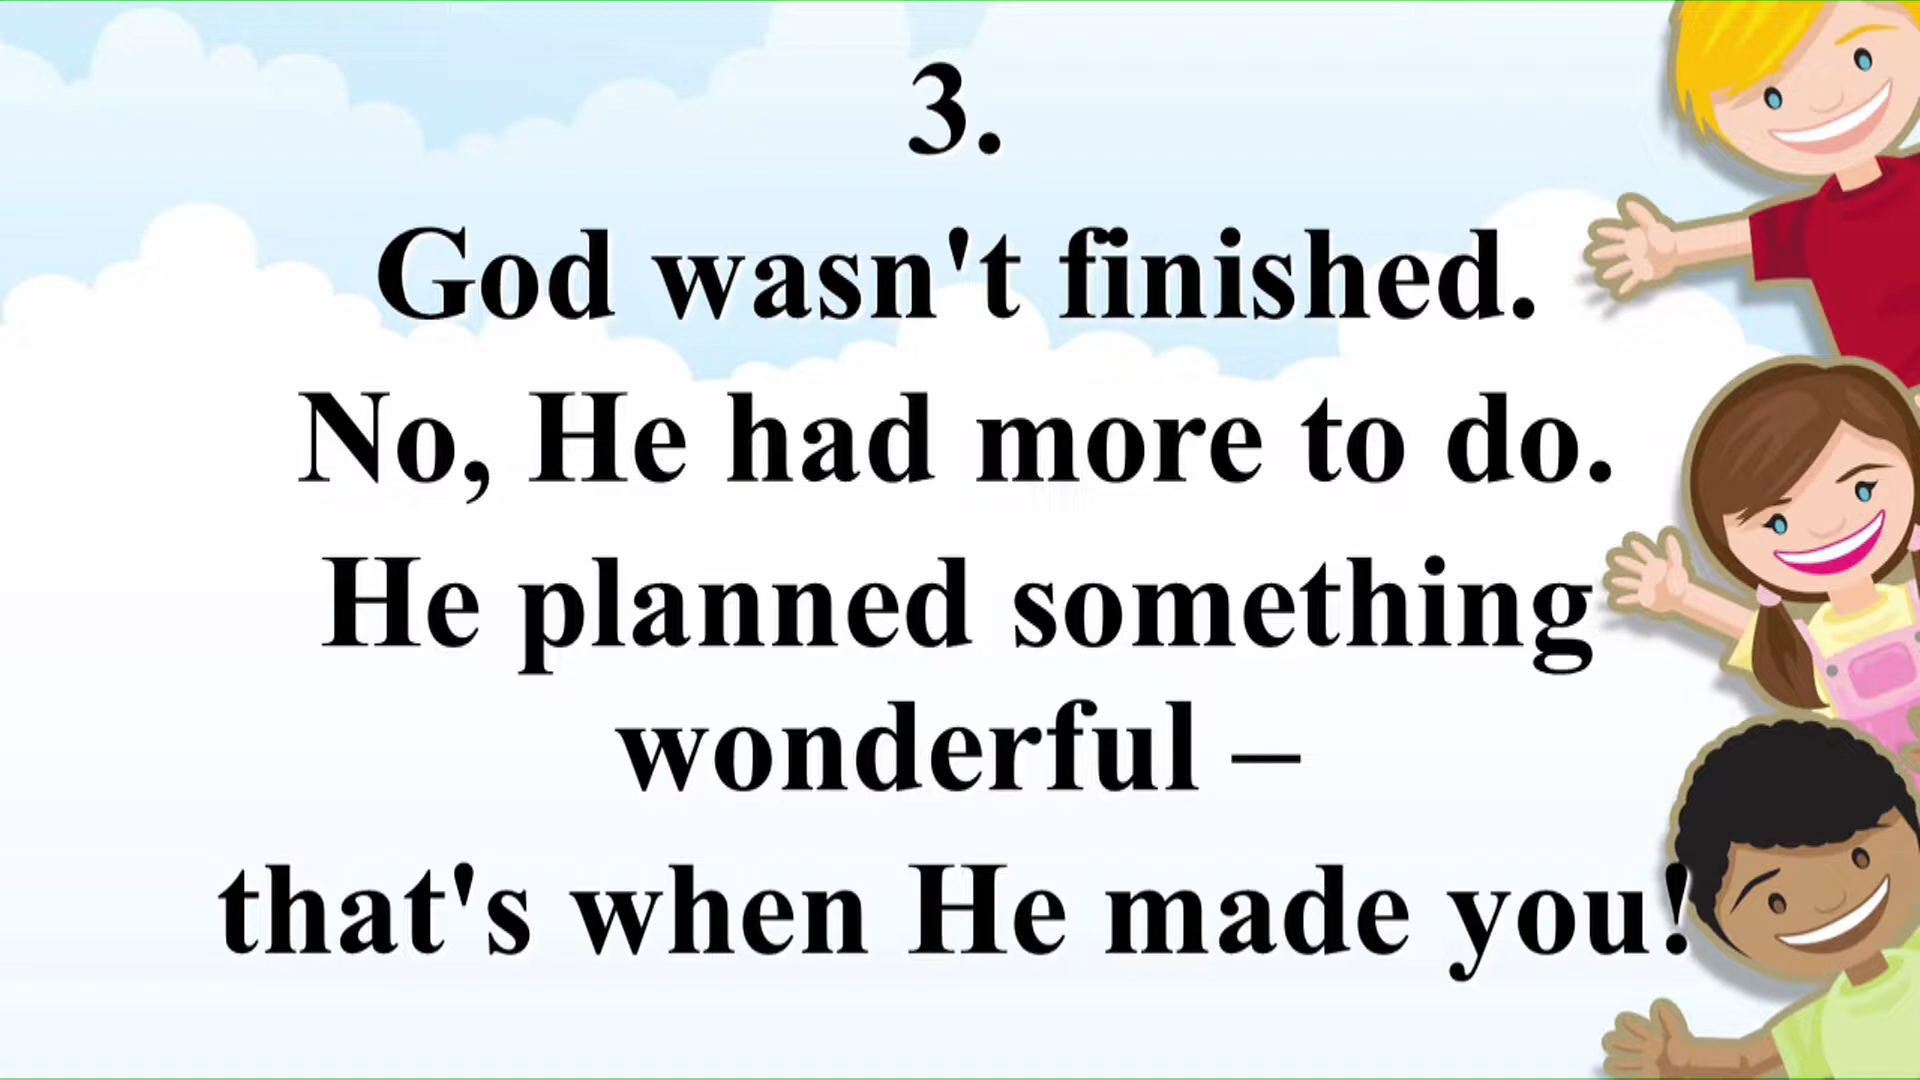 3.
God wasn't finished.
No, He had more to do.
He planned something
wonderful –
that's when He made you!